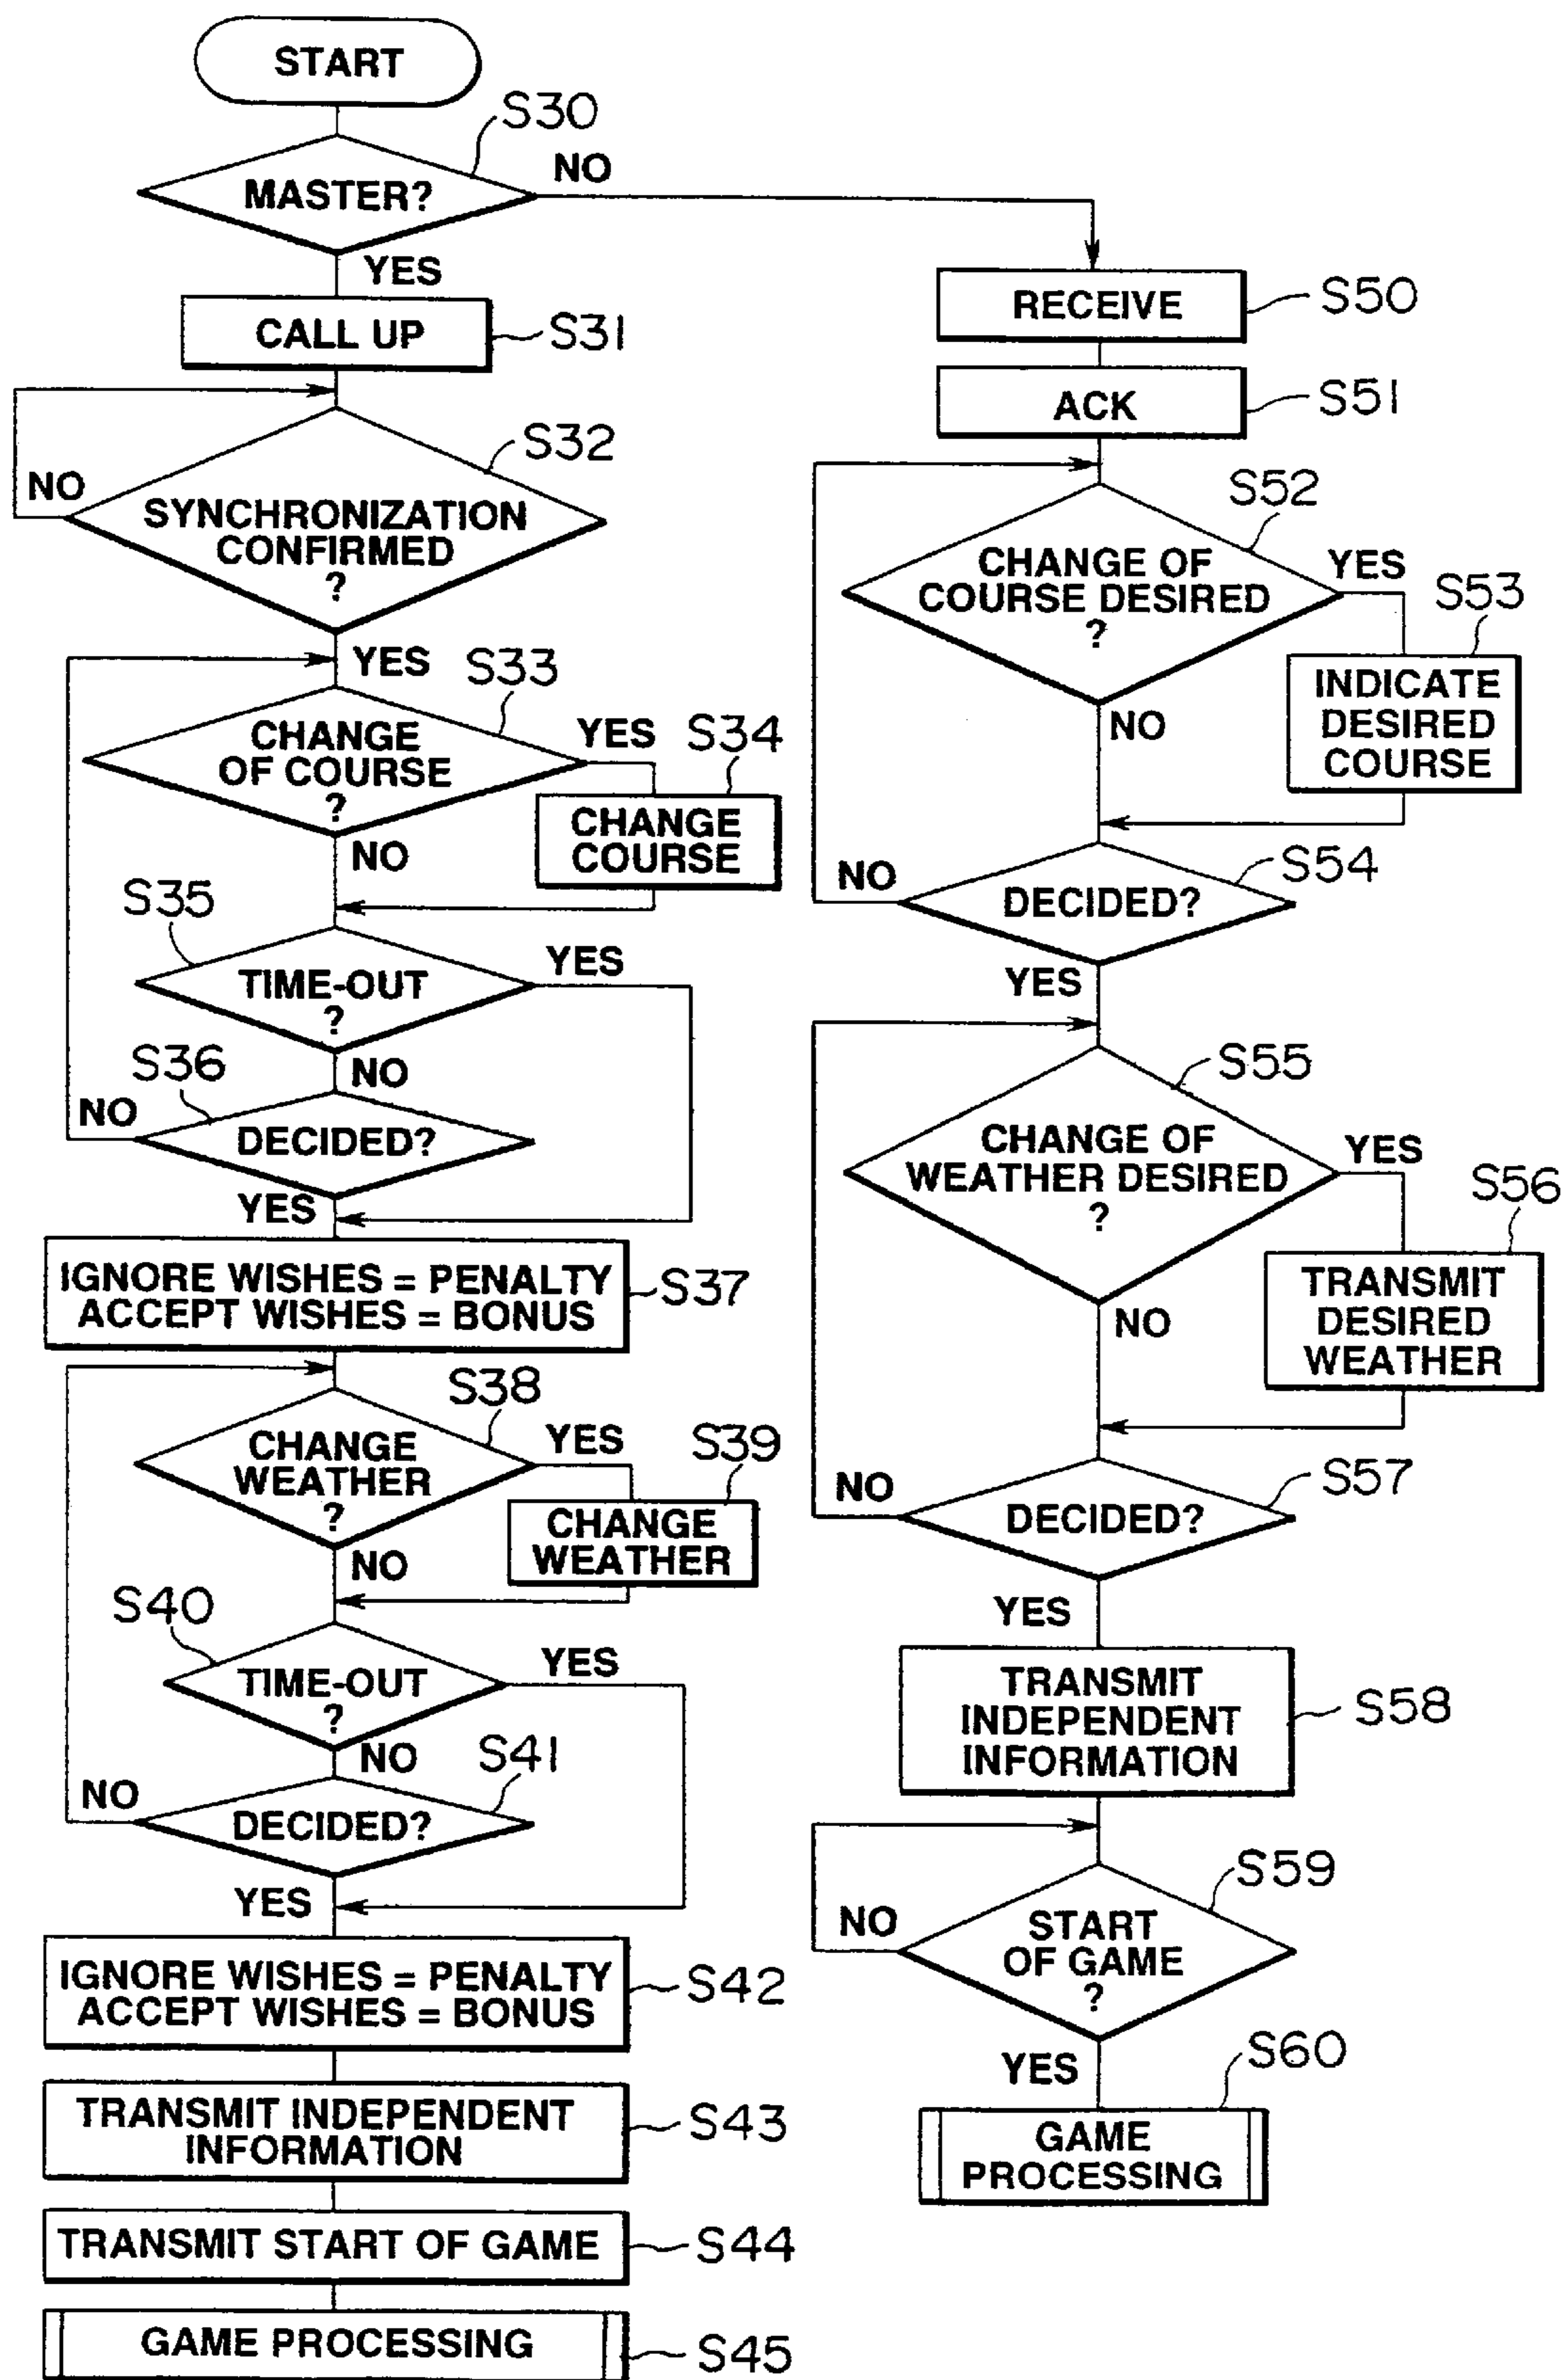 START
S30
MASTER?
NO
YES
CALL UP
S31
S32
NO
SYNCHRONIZATION
CONFIRMED
?
YES
S33
CHANGE
OF COURSE
?
YES
S34
CHANGE
COURSE
NO
S35
TIME-OUT
?
YES
NO
S36
NO
DECIDED?
YES
IGNORE WISHES = PENALTY
ACCEPT WISHES = BONUS
S37
S38
CHANGE
WEATHER
?
YES
S39
CHANGE
WEATHER
NO
S40
TIME-OUT
?
YES
NO
S41
NO
DECIDED?
YES
IGNORE WISHES = PENALTY
ACCEPT WISHES = BONUS
S42
TRANSMIT INDEPENDENT
INFORMATION
S43
TRANSMIT START OF GAME
S44
GAME PROCESSING
S45
RECEIVE
S50
ACK
S51
S52
CHANGE OF
COURSE DESIRED
?
YES
S53
INDICATE
DESIRED
COURSE
NO
S54
NO
DECIDED?
YES
S55
CHANGE OF
WEATHER DESIRED
?
YES
S56
TRANSMIT
DESIRED
WEATHER
NO
S57
NO
DECIDED?
YES
TRANSMIT
INDEPENDENT
INFORMATION
S58
S59
NO
START
OF GAME
?
YES
S60
GAME
PROCESSING